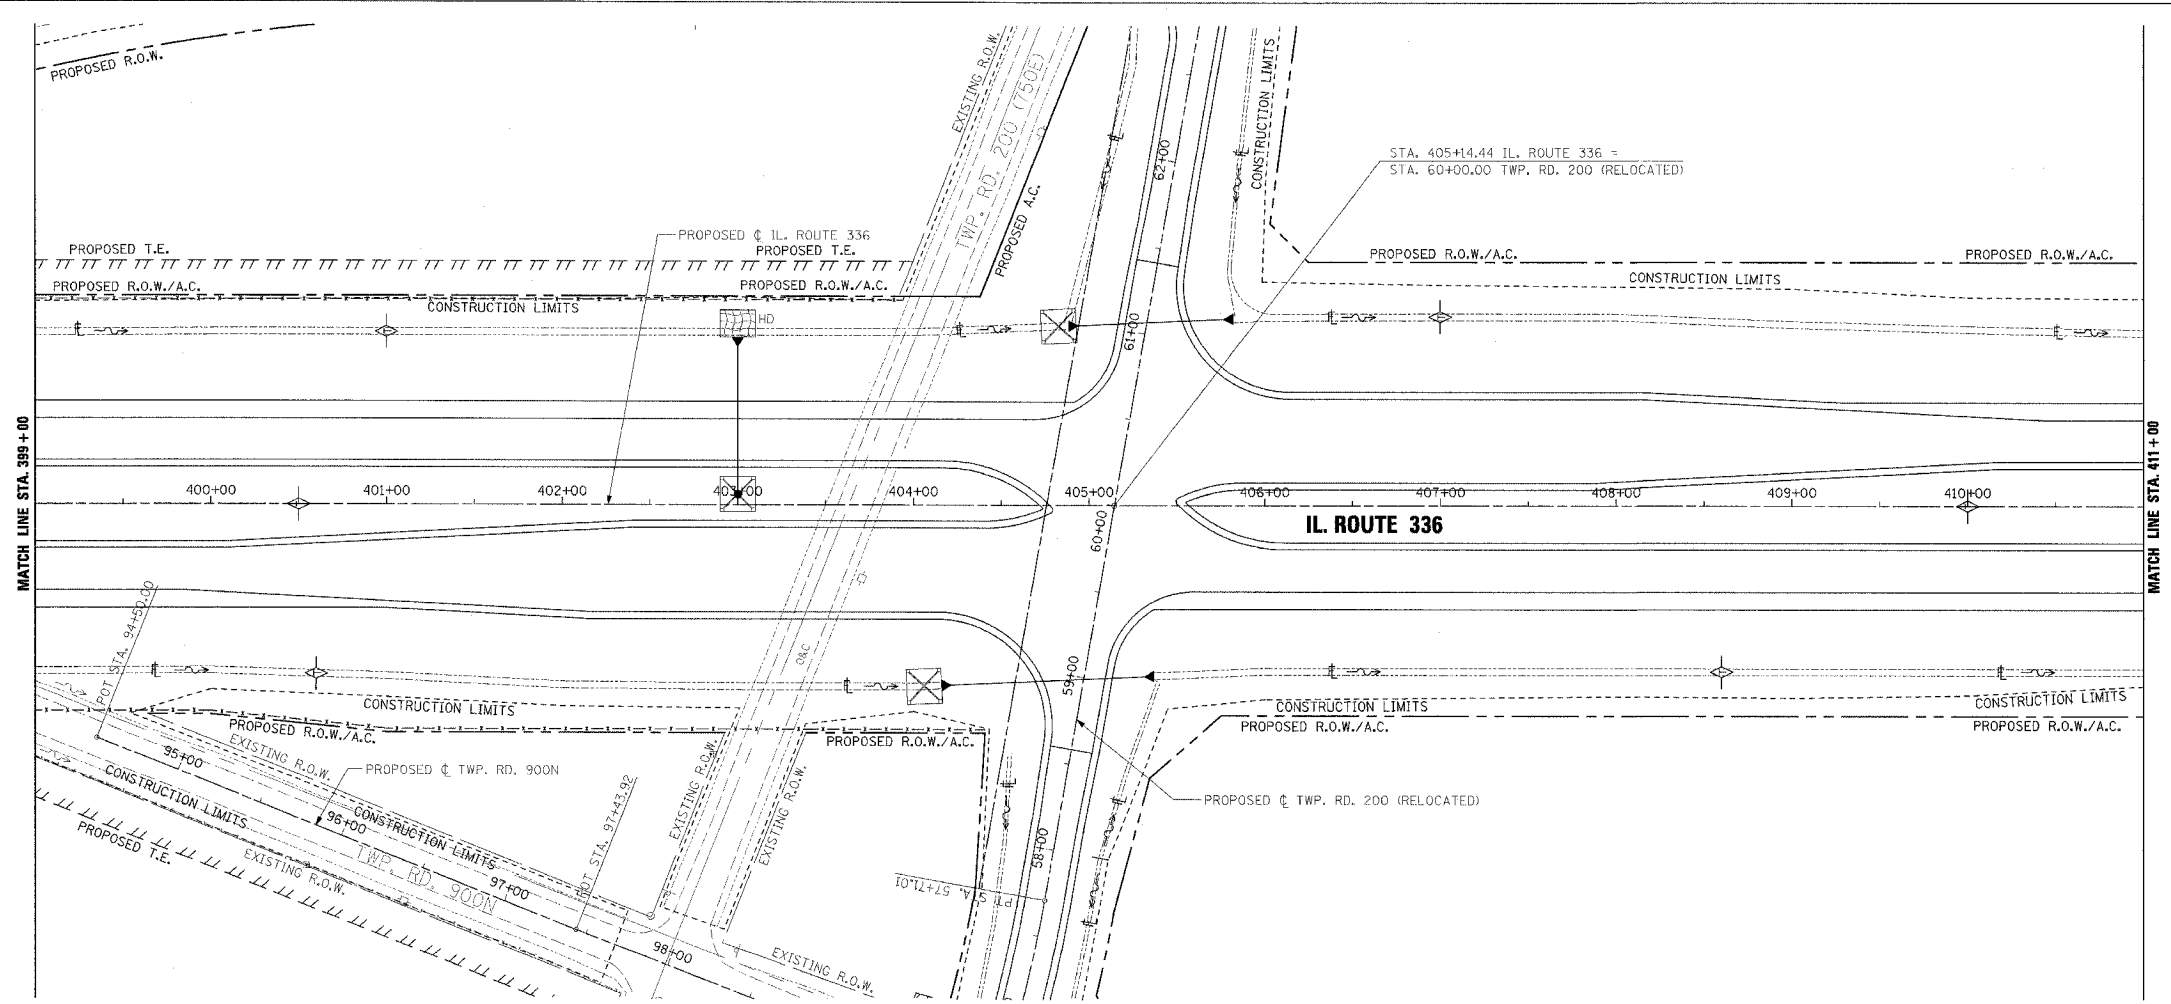 PROPOSED R.O.W.
EXISTING R.O.W.
TWP. RD. 200 (750E)
PROPOSED A.C.
62+00
CONSTRUCTION LIMITS
STA. 405+14.44 IL. ROUTE 336 =
STA. 60+00.00 TWP. RD. 200 (RELOCATED)
PROPOSED T.E.
PROPOSED ℄ IL. ROUTE 336
PROPOSED T.E.
PROPOSED R.O.W./A.C.
PROPOSED R.O.W./A.C.
PROPOSED R.O.W./A.C.
PROPOSED R.O.W./A.C.
CONSTRUCTION LIMITS
CONSTRUCTION LIMITS
HD
61+00
MATCH LINE STA. 399+00
400+00
401+00
402+00
403+00
404+00
405+00
406+00
407+00
408+00
409+00
410+00
MATCH LINE STA. 411+00
IL. ROUTE 336
60+00
POT STA. 94+50.00
O&C
59+00
CONSTRUCTION LIMITS
CONSTRUCTION LIMITS
CONSTRUCTION LIMITS
PROPOSED R.O.W./A.C.
PROPOSED R.O.W./A.C.
PROPOSED R.O.W./A.C.
PROPOSED R.O.W./A.C.
95+00
EXISTING R.O.W.
PROPOSED ℄ TWP. RD. 900N
EXISTING R.O.W.
EXISTING R.O.W.
CONSTRUCTION LIMITS
96+00
CONSTRUCTION LIMITS
POT STA. 97+43.92
PROPOSED ℄ TWP. RD. 200 (RELOCATED)
PROPOSED T.E.
EXISTING R.O.W.
TWP. RD. 900N
97+00
58+00
PT STA. 57+71.01
98+00
EXISTING R.O.W.